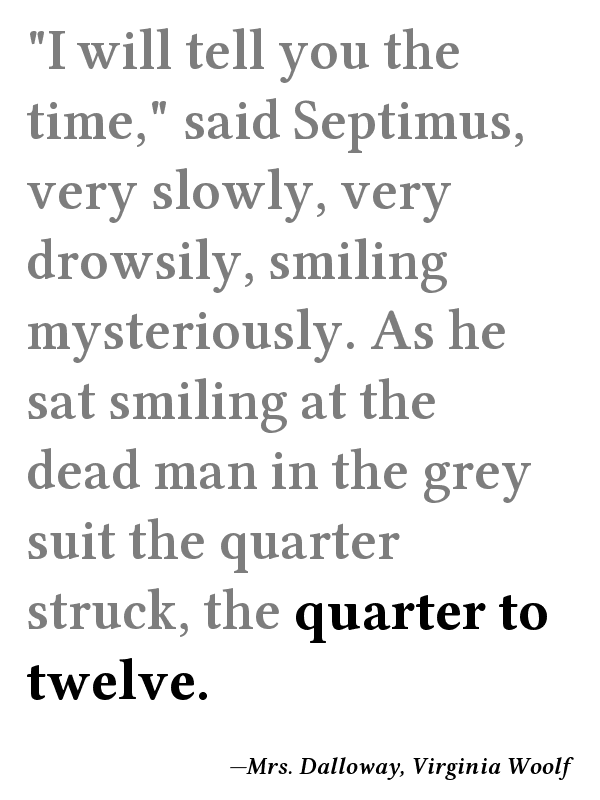 "I will tell you the
time," said Septimus,
very slowly, very
drowsily, smiling
mysteriously. As he
sat smiling at the
dead man in the grey
suit the quarter
struck, the quarter to
twelve.
—Mrs. Dalloway, Virginia Woolf